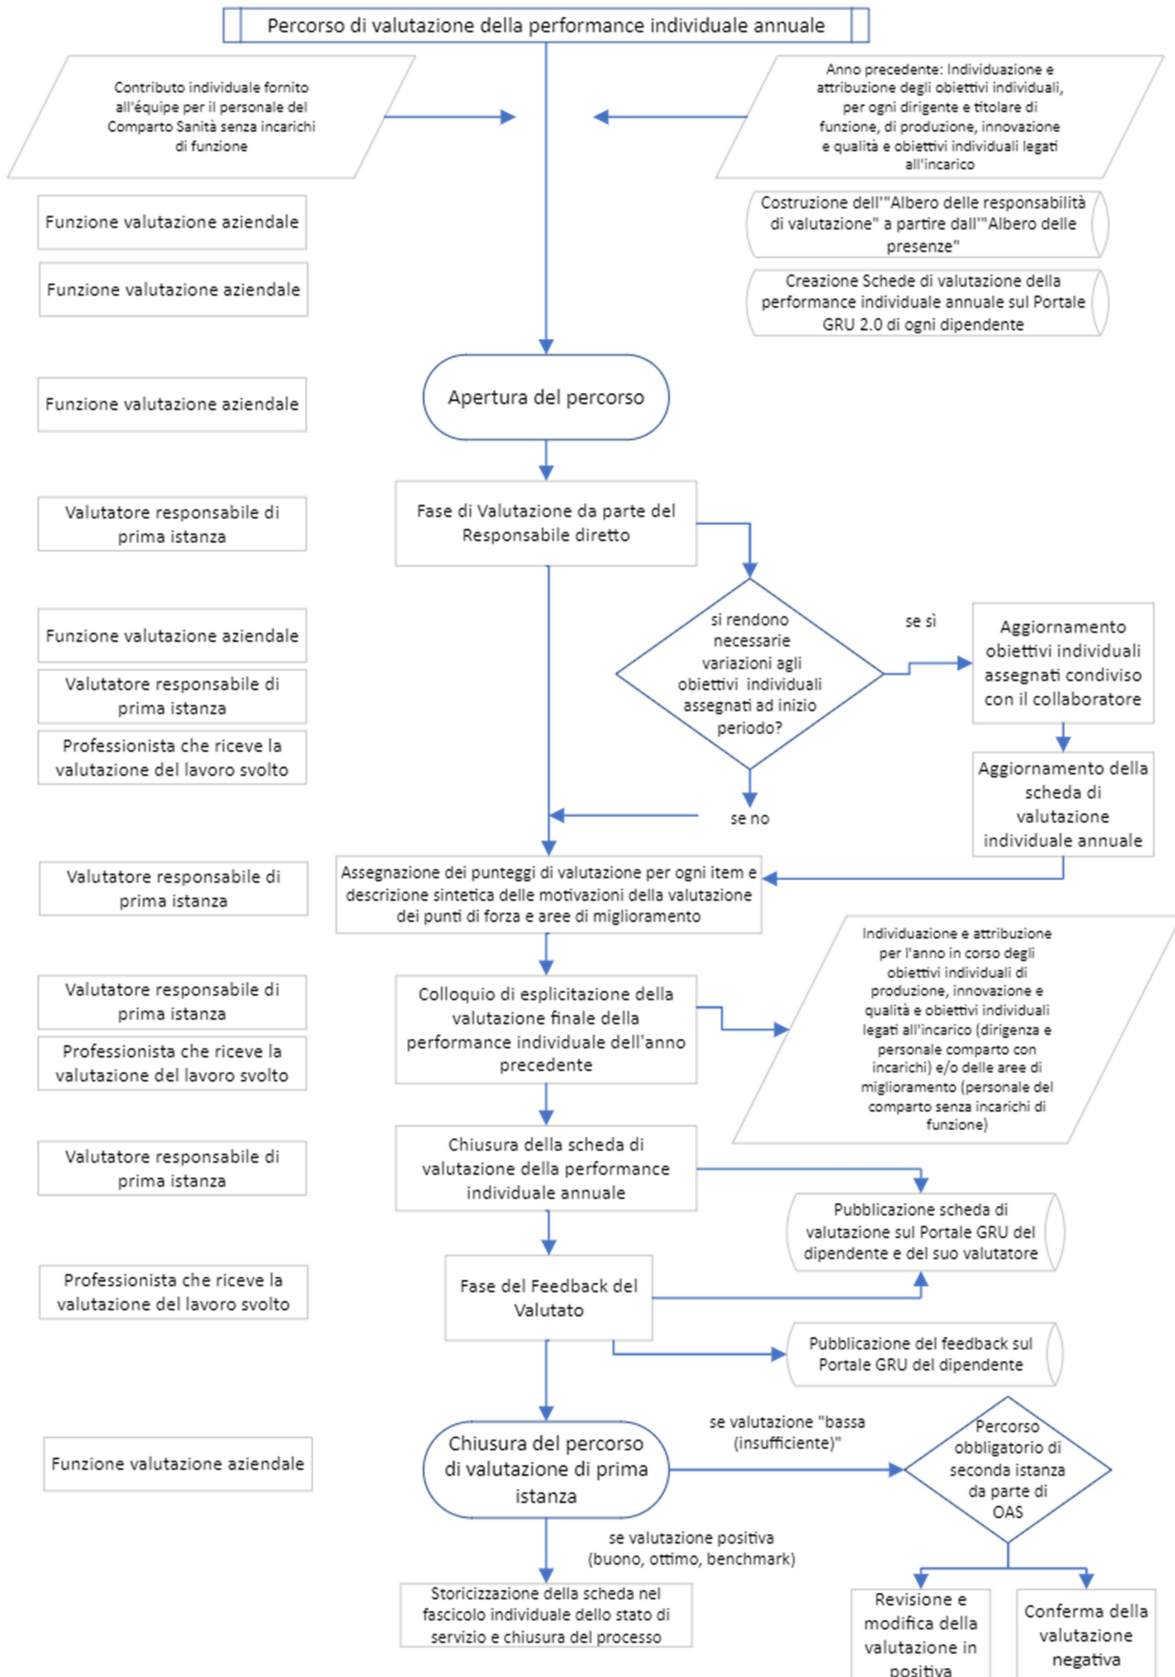 Percorso di valutazione della performance individuale annuale
Contributo individuale fornito
all'équipe per il personale del
Comparto Sanità senza incarichi
di funzione
Anno precedente: Individuazione e
attribuzione degli obiettivi individuali,
per ogni dirigente e titolare di
funzione, di produzione, innovazione
e qualità e obiettivi individuali legati
all'incarico
Funzione valutazione aziendale
Costruzione dell'"Albero delle responsabilità
di valutazione" a partire dall'"Albero delle
presenze"
Funzione valutazione aziendale
Creazione Schede di valutazione della
performance individuale annuale sul Portale
GRU 2.0 di ogni dipendente
Funzione valutazione aziendale
Apertura del percorso
Valutatore responsabile di
prima istanza
Fase di Valutazione da parte del
Responsabile diretto
Funzione valutazione aziendale
Valutatore responsabile di
prima istanza
Professionista che riceve la
valutazione del lavoro svolto
si rendono
necessarie
variazioni agli
obiettivi individuali
assegnati ad inizio
periodo?
se sì
Aggiornamento
obiettivi individuali
assegnati condiviso
con il collaboratore
se no
Aggiornamento della
scheda di
valutazione
individuale annuale
Valutatore responsabile di
prima istanza
Assegnazione dei punteggi di valutazione per ogni item e
descrizione sintetica delle motivazioni della valutazione
dei punti di forza e aree di miglioramento
Valutatore responsabile di
prima istanza
Professionista che riceve la
valutazione del lavoro svolto
Colloquio di esplicitazione della
valutazione finale della
performance individuale dell'anno
precedente
Individuazione e attribuzione
per l'anno in corso degli
obiettivi individuali di
produzione, innovazione e
qualità e obiettivi individuali
legati all'incarico (dirigenza e
personale comparto con
incarichi) e/o delle aree di
miglioramento (personale del
comparto senza incarichi di
funzione)
Valutatore responsabile di
prima istanza
Chiusura della scheda di
valutazione della performance
individuale annuale
Pubblicazione scheda di
valutazione sul Portale GRU del
dipendente e del suo valutatore
Professionista che riceve la
valutazione del lavoro svolto
Fase del Feedback del
Valutato
Pubblicazione del feedback sul
Portale GRU del dipendente
Funzione valutazione aziendale
Chiusura del percorso
di valutazione di prima
istanza
se valutazione "bassa
(insufficiente)"
Percorso
obbligatorio di
seconda istanza
da parte di
OAS
se valutazione positiva
(buono, ottimo, benchmark)
Storicizzazione della scheda nel
fascicolo individuale dello stato di
servizio e chiusura del processo
Revisione e
modifica della
valutazione in
positiva
Conferma della
valutazione
negativa